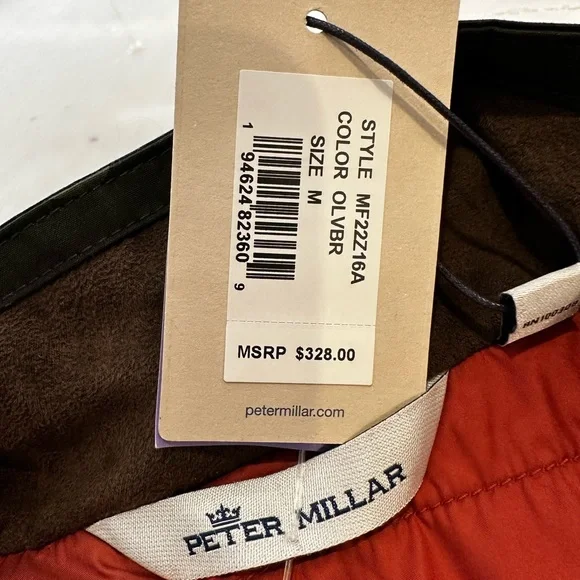 STYLE MF22Z16A
COLOR OLVBR
SIZE M
1 94624 82360 9
MSRP $328.00
petermillar.com
PETER MILLAR